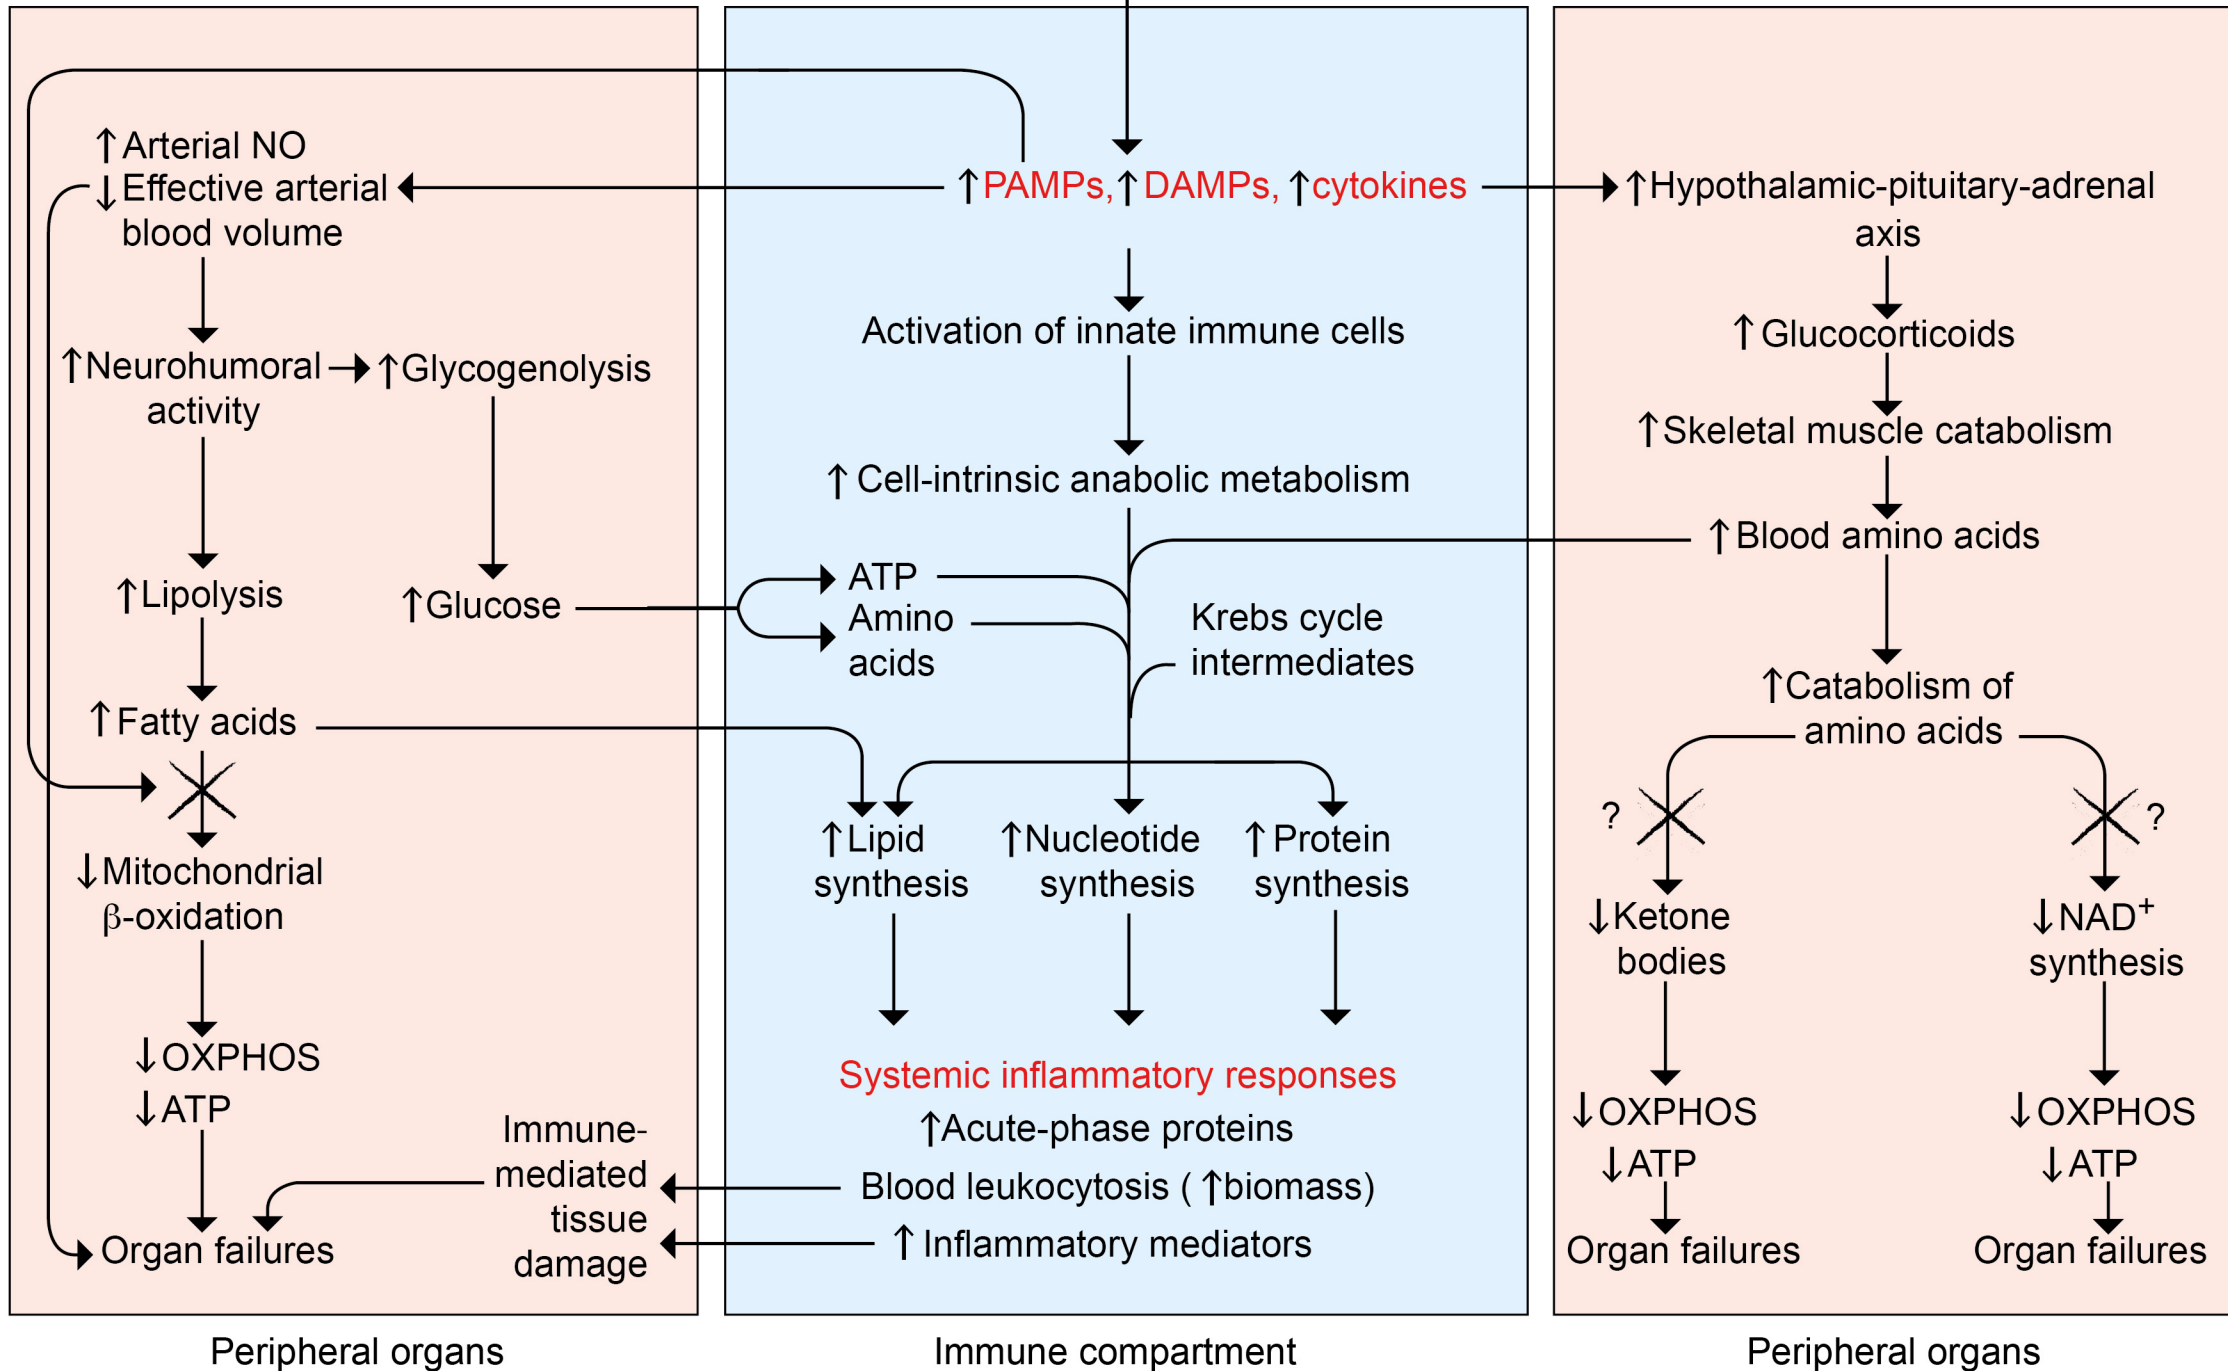 ↑Arterial NO
↓Effective arterial
blood volume
↑Neurohumoral
activity
↑Glycogenolysis
↑Lipolysis
↑Glucose
↑Fatty acids
↓Mitochondrial
β-oxidation
↓OXPHOS
↓ATP
Organ failures
Immune-
mediated
tissue
damage
Peripheral organs
↑PAMPs, ↑DAMPs, ↑cytokines
Activation of innate immune cells
↑Cell-intrinsic anabolic metabolism
ATP
Amino
acids
Krebs cycle
intermediates
↑Lipid
synthesis
↑Nucleotide
synthesis
↑Protein
synthesis
Systemic inflammatory responses
↑Acute-phase proteins
Blood leukocytosis (↑biomass)
↑Inflammatory mediators
Immune compartment
↑Hypothalamic-pituitary-adrenal
axis
↑Glucocorticoids
↑Skeletal muscle catabolism
↑Blood amino acids
↑Catabolism of
amino acids
?
?
↓Ketone
bodies
↓OXPHOS
↓ATP
Organ failures
↓NAD⁺
synthesis
↓OXPHOS
↓ATP
Organ failures
Peripheral organs